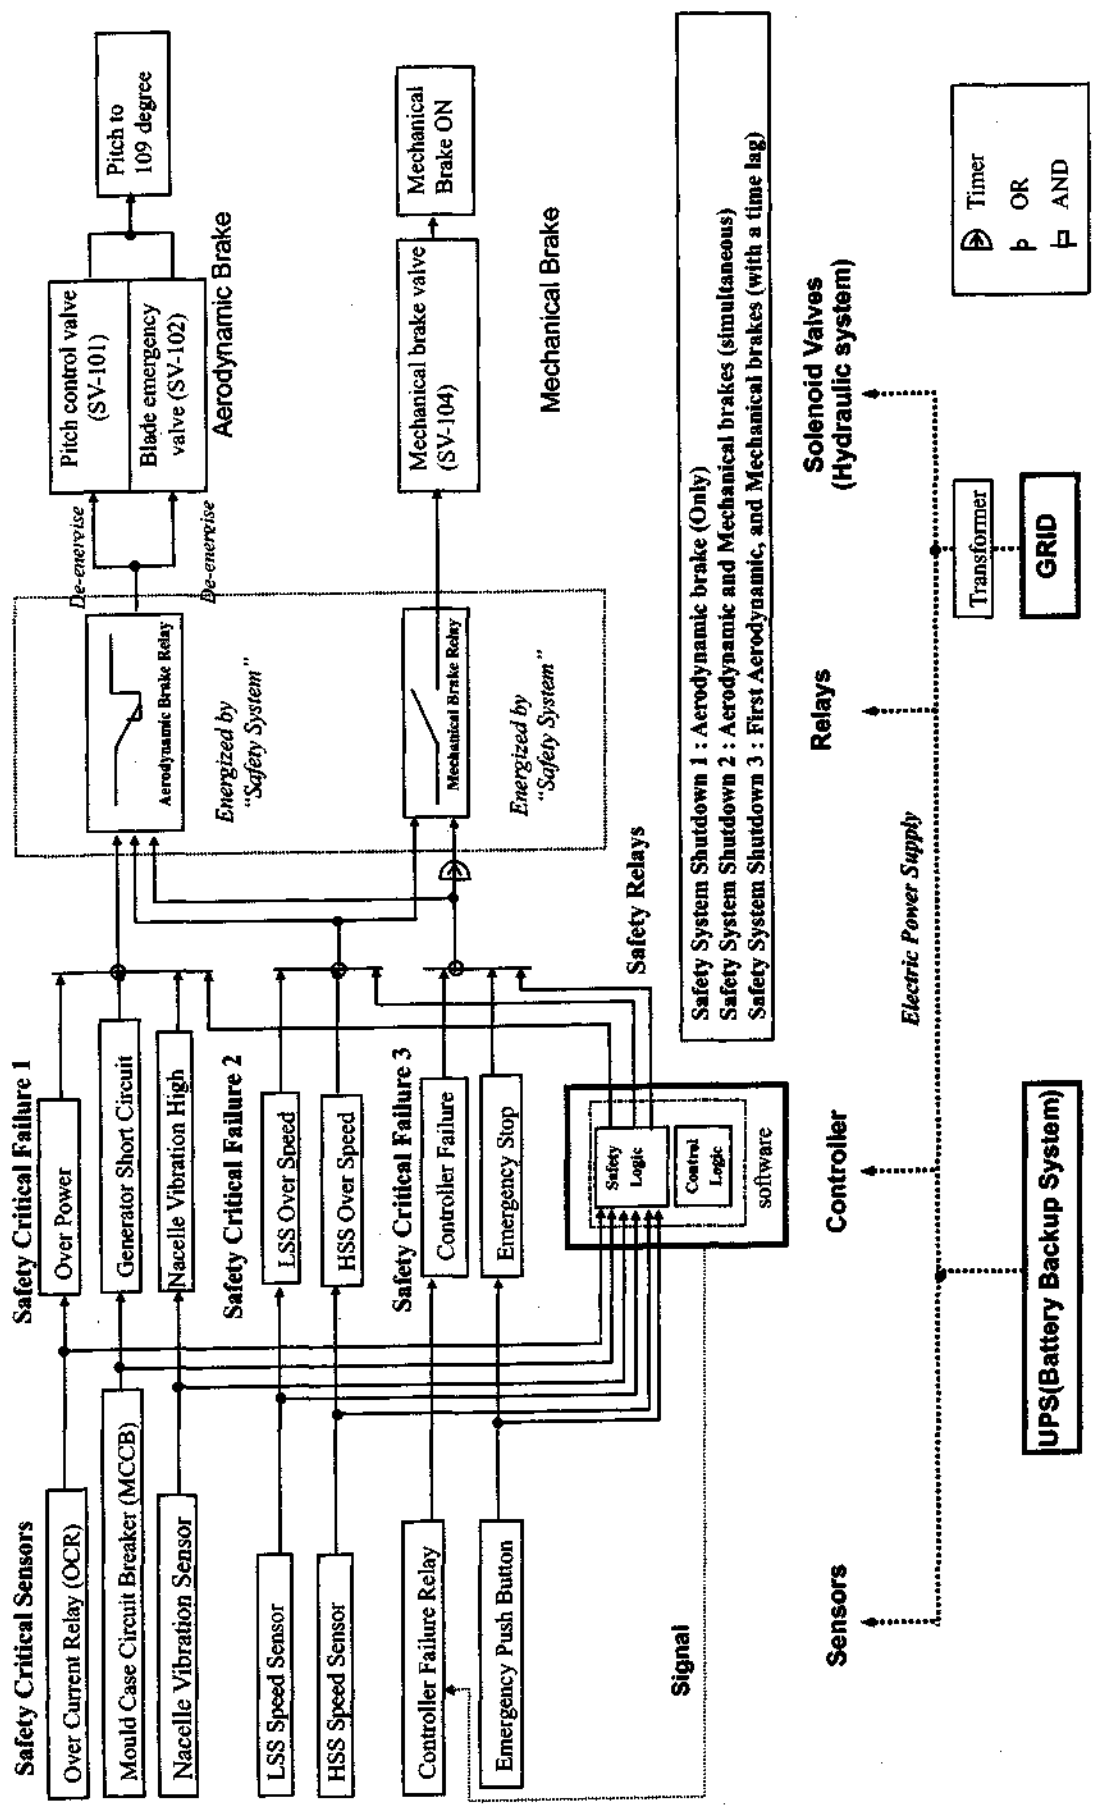 Safety Critical Sensors
Over Current Relay (OCR)
Mould Case Circuit Breaker (MCCB)
Nacelle Vibration Sensor
LSS Speed Sensor
HSS Speed Sensor
Controller Failure Relay
Emergency Push Button
Signal
Safety Critical Failure 1
Over Power
Generator Short Circuit
Nacelle Vibration High
Safety Critical Failure 2
LSS Over Speed
HSS Over Speed
Safety Critical Failure 3
Controller Failure
Emergency Stop
Safety
Logic
Control
Logic
software
Aerodynamic Brake Relay
Energized by
"Safety System"
Mechanical Brake Relay
Energized by
"Safety System"
Safety Relays
De-energise
De-energise
Pitch control valve
(SV-101)
Blade emergency
valve (SV-102)
Aerodynamic Brake
Pitch to
109 degree
Mechanical brake valve
(SV-104)
Mechanical
Brake ON
Mechanical Brake
Safety System Shutdown 1 : Aerodynamic brake (Only)
Safety System Shutdown 2 : Aerodynamic and Mechanical brakes (simultaneous)
Safety System Shutdown 3 : First Aerodynamic, and Mechanical brakes (with a time lag)
Sensors
Controller
Relays
Solenoid Valves
(Hydraulic system)
Electric Power Supply
UPS(Battery Backup System)
Transformer
GRID
Timer
OR
AND